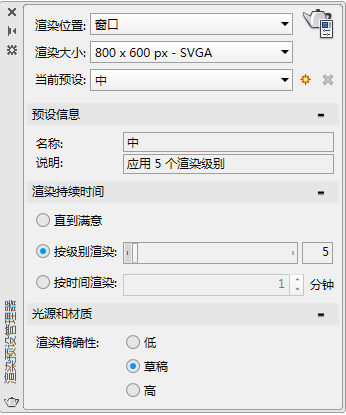 渲染位置: 窗口
渲染大小: 800 x 600 px - SVGA
当前预设: 中
预设信息
名称: 中
说明: 应用 5 个渲染级别
渲染持续时间
直到满意
按级别渲染: 5
按时间渲染: 1 分钟
光源和材质
渲染精确性: 低
草稿
高
渲染预设管理器